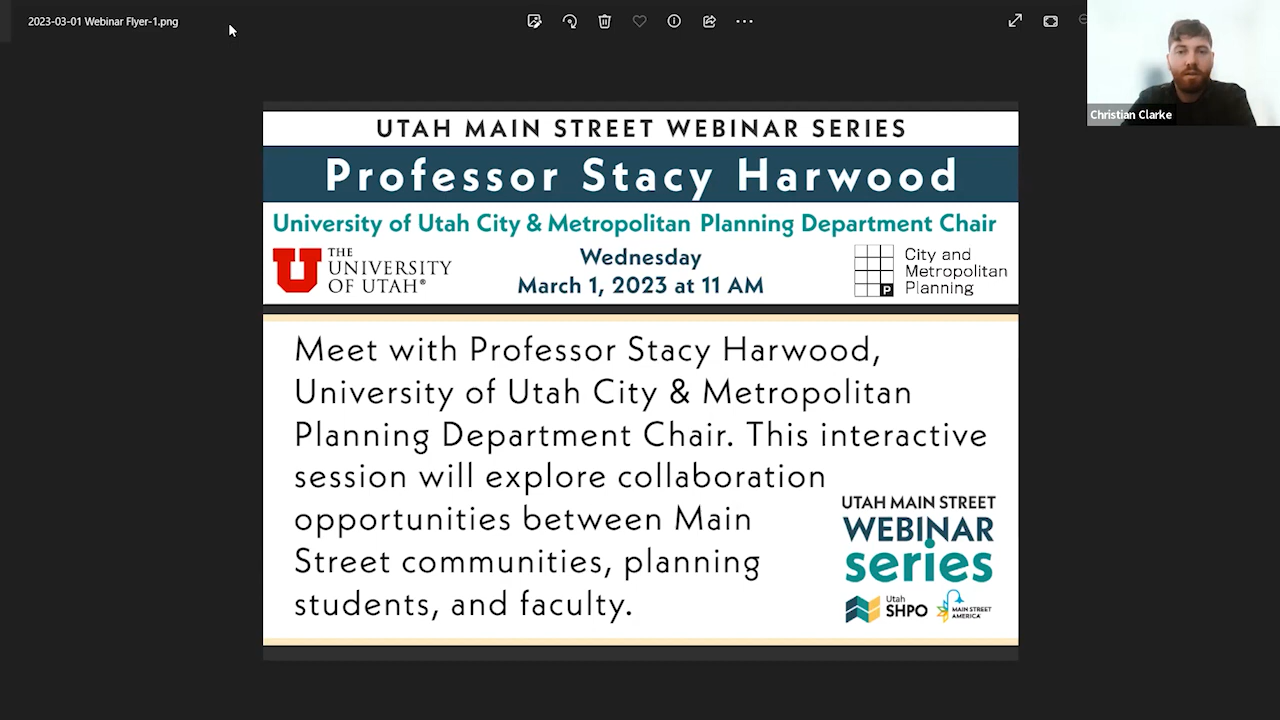 2023-03-01 Webinar Flyer-1.png
Christian Clarke
UTAH MAIN STREET WEBINAR SERIES
Professor Stacy Harwood
University of Utah City & Metropolitan Planning Department Chair
THE
UNIVERSITY
OF UTAH®
Wednesday
March 1, 2023 at 11 AM
P
City and
Metropolitan
Planning
Meet with Professor Stacy Harwood,
University of Utah City & Metropolitan
Planning Department Chair. This interactive
session will explore collaboration
opportunities between Main
Street communities, planning
students, and faculty.
UTAH MAIN STREET
WEBINAR
series
Utah
SHPO
MAIN STREET
AMERICA